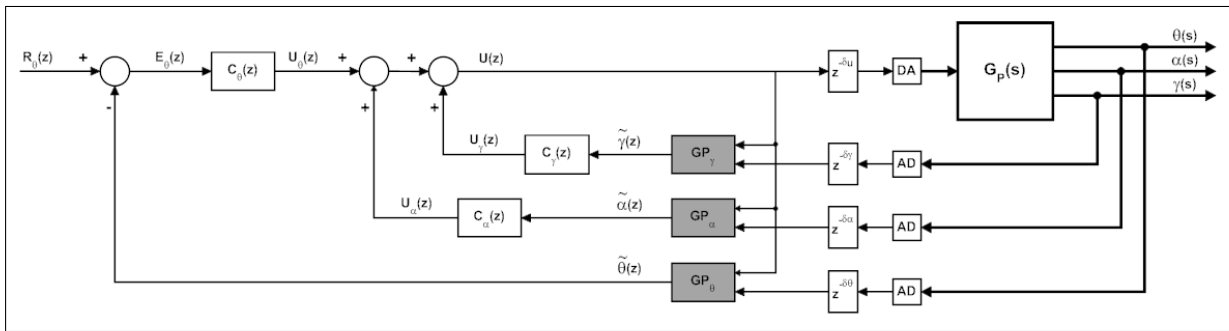 R_θ(z) + E_θ(z) C_θ(z) U_θ(z) + + U(z) z^-δu DA G_P(s) θ(s)
α(s)
γ(s)
- + +
U_γ(z) C_γ(z) γ̃(z) GP_γ z^-δγ AD
U_α(z) C_α(z) α̃(z) GP_α z^-δα AD
θ̃(z) GP_θ z^-δθ AD